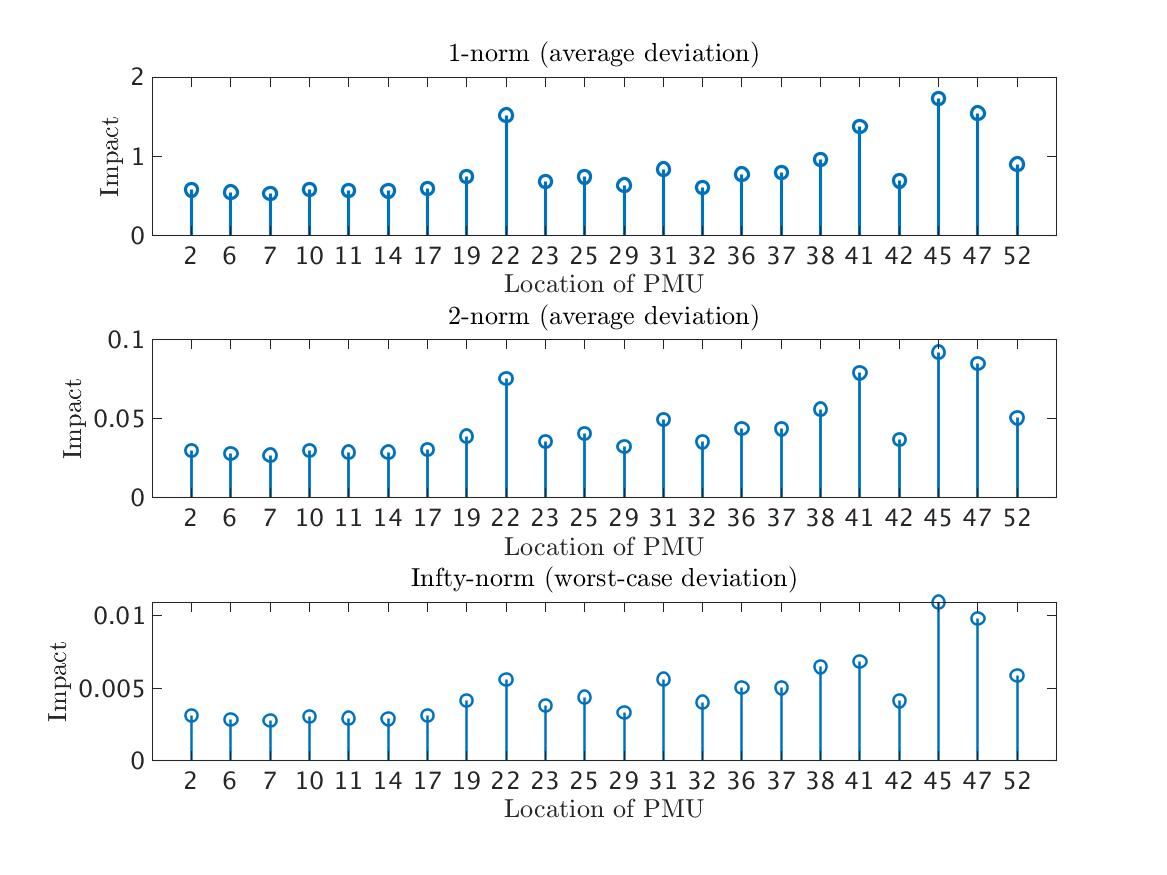 1-norm (average deviation)
2
1
0
Impact
2 6 7 10 11 14 17 19 22 23 25 29 31 32 36 37 38 41 42 45 47 52
Location of PMU
2-norm (average deviation)
0.1
0.05
0
Impact
2 6 7 10 11 14 17 19 22 23 25 29 31 32 36 37 38 41 42 45 47 52
Location of PMU
Infty-norm (worst-case deviation)
0.01
0.005
0
Impact
2 6 7 10 11 14 17 19 22 23 25 29 31 32 36 37 38 41 42 45 47 52
Location of PMU